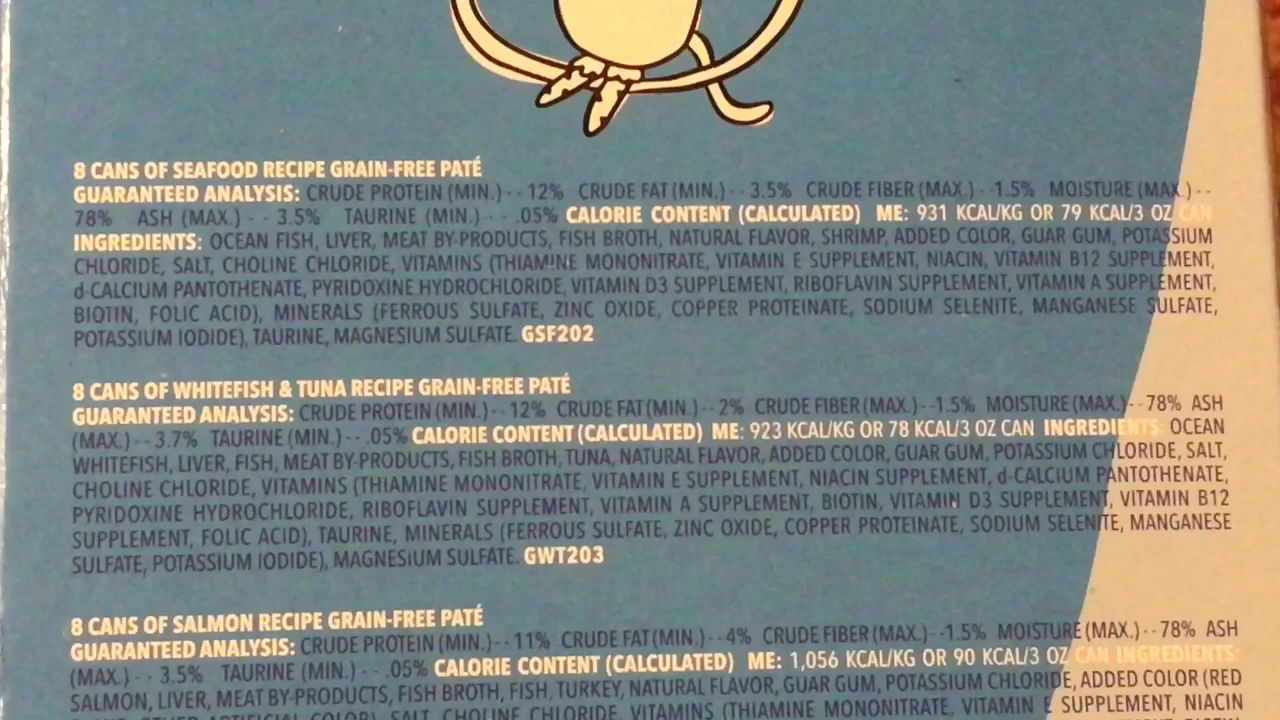 8 CANS OF SEAFOOD RECIPE GRAIN-FREE PATÉ
GUARANTEED ANALYSIS: CRUDE PROTEIN (MIN.) - - 12% CRUDE FAT (MIN.) - - 3.5% CRUDE FIBER (MAX.) - -1.5% MOISTURE (MAX.) - -
78% ASH (MAX.) - - 3.5% TAURINE (MIN.) - - .05% CALORIE CONTENT (CALCULATED) ME: 931 KCAL/KG OR 79 KCAL/3 OZ CAN
INGREDIENTS: OCEAN FISH, LIVER, MEAT BY-PRODUCTS, FISH BROTH, NATURAL FLAVOR, SHRIMP, ADDED COLOR, GUAR GUM, POTASSIUM
CHLORIDE, SALT, CHOLINE CHLORIDE, VITAMINS (THIAMINE MONONITRATE, VITAMIN E SUPPLEMENT, NIACIN, VITAMIN B12 SUPPLEMENT,
d-CALCIUM PANTOTHENATE, PYRIDOXINE HYDROCHLORIDE, VITAMIN D3 SUPPLEMENT, RIBOFLAVIN SUPPLEMENT, VITAMIN A SUPPLEMENT,
BIOTIN, FOLIC ACID), MINERALS (FERROUS SULFATE, ZINC OXIDE, COPPER PROTEINATE, SODIUM SELENITE, MANGANESE SULFATE,
POTASSIUM IODIDE), TAURINE, MAGNESIUM SULFATE. GSF202
8 CANS OF WHITEFISH & TUNA RECIPE GRAIN-FREE PATÉ
GUARANTEED ANALYSIS: CRUDE PROTEIN (MIN.) - - 12% CRUDE FAT (MIN.) - - 2% CRUDE FIBER (MAX.) - -1.5% MOISTURE (MAX.) - - 78% ASH
(MAX.) - - 3.7% TAURINE (MIN.) - - .05% CALORIE CONTENT (CALCULATED) ME: 923 KCAL/KG OR 78 KCAL/3 OZ CAN INGREDIENTS OCEAN
WHITEFISH, LIVER, FISH, MEAT BY-PRODUCTS, FISH BROTH, TUNA, NATURAL FLAVOR, ADDED COLOR, GUAR GUM, POTASSIUM CHLORIDE, SALT,
CHOLINE CHLORIDE, VITAMINS (THIAMINE MONONITRATE, VITAMIN E SUPPLEMENT, NIACIN SUPPLEMENT, d-CALCIUM PANTOTHENATE,
PYRIDOXINE HYDROCHLORIDE, RIBOFLAVIN SUPPLEMENT, VITAMIN A SUPPLEMENT, BIOTIN, VITAMIN D3 SUPPLEMENT, VITAMIN B12
SUPPLEMENT, FOLIC ACID), TAURINE, MINERALS (FERROUS SULFATE, ZINC OXIDE, COPPER PROTEINATE, SODIUM SELENITE, MANGANESE
SULFATE, POTASSIUM IODIDE), MAGNESIUM SULFATE. GWT203
8 CANS OF SALMON RECIPE GRAIN-FREE PATÉ
GUARANTEED ANALYSIS: CRUDE PROTEIN (MIN.) - - 11% CRUDE FAT (MIN.) - - 4% CRUDE FIBER (MAX.) - -1.5% MOISTURE (MAX.) - - 78% ASH
(MAX.) - - 3.5% TAURINE (MIN.) - - .05% CALORIE CONTENT (CALCULATED) ME: 1,056 KCAL/KG OR 90 KCAL/3 OZ CAN INGREDIENTS:
SALMON, LIVER, MEAT BY-PRODUCTS, FISH BROTH, FISH, TURKEY, NATURAL FLAVOR, GUAR GUM, POTASSIUM CHLORIDE, ADDED COLOR (RED
OTHER ARTIFICIAL COLOR), SALT, CHOLINE CHLORIDE, VITAMINS (THIAMINE MONONITRATE, VITAMIN E SUPPLEMENT, NIACIN